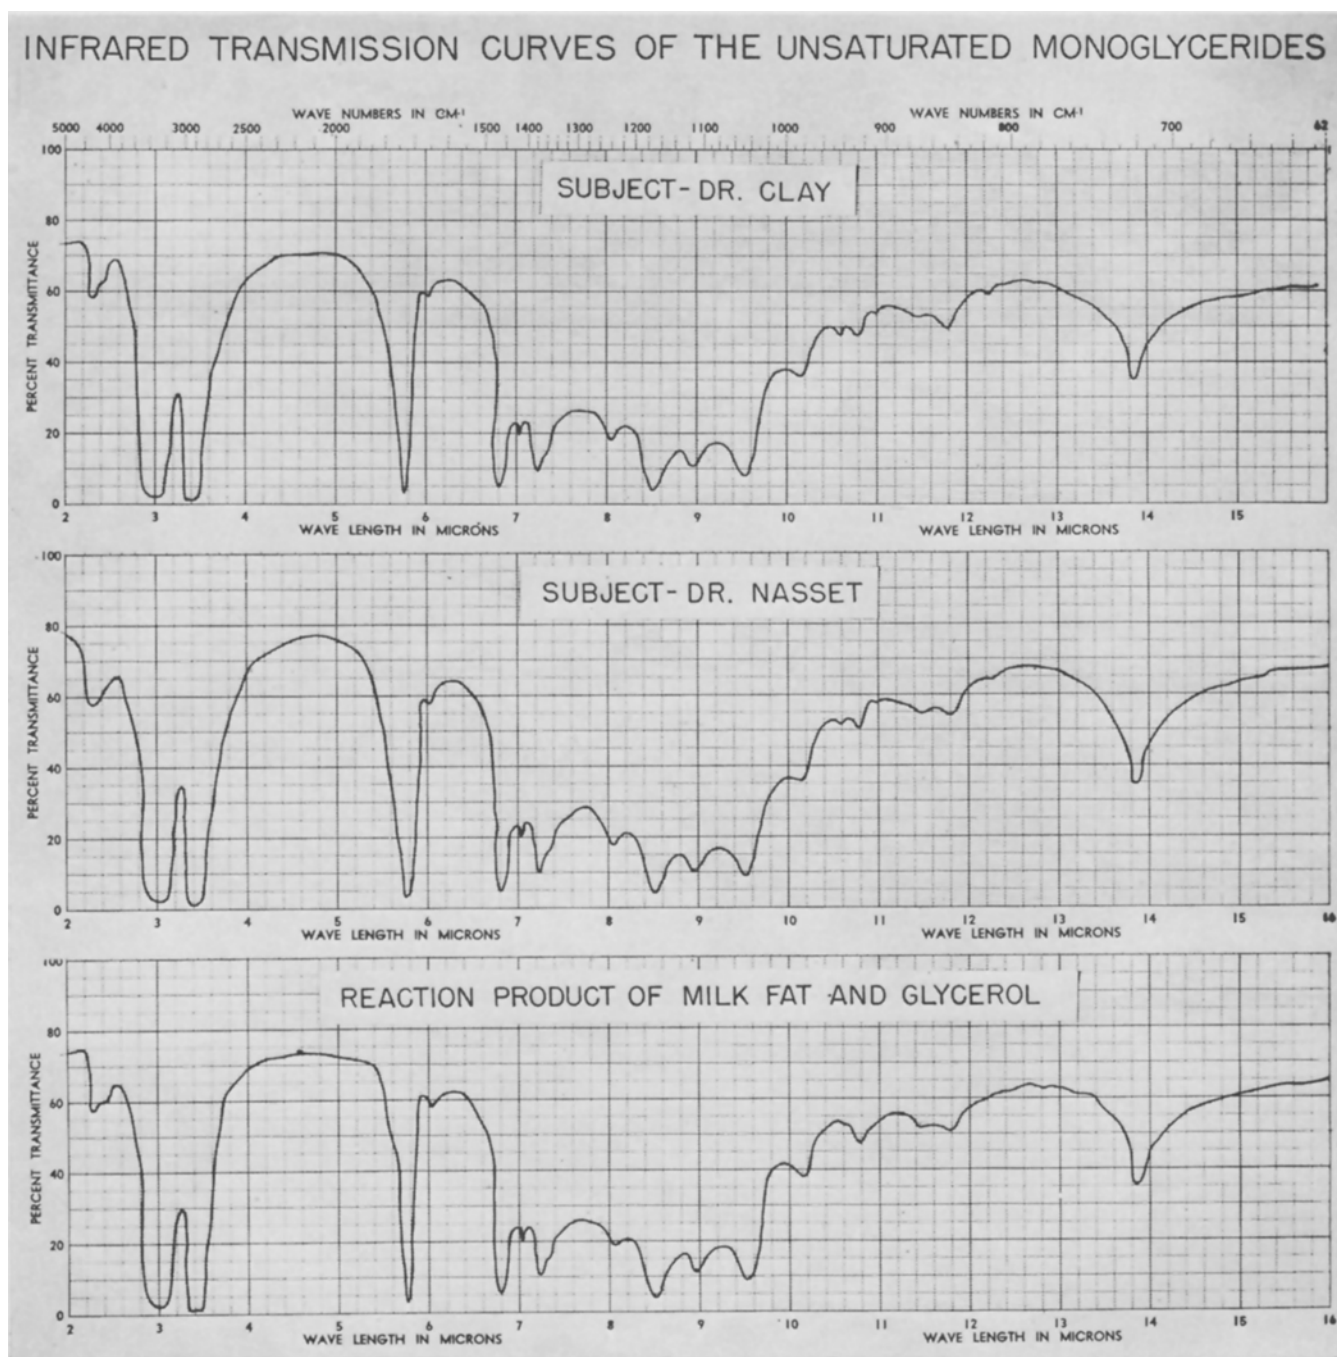 INFRARED TRANSMISSION CURVES OF THE UNSATURATED MONOGLYCERIDES
WAVE NUMBERS IN CM-1 WAVE NUMBERS IN CM-1
5000 4000 3000 2500 2000 1500 1400 1300 1200 1100 1000 900 800 700 62
100
SUBJECT- DR. CLAY
80
60
40
20
0
PERCENT TRANSMITTANCE
2 3 4 5 6 7 8 9 10 11 12 13 14 15
WAVE LENGTH IN MICRONS WAVE LENGTH IN MICRONS
100
SUBJECT- DR. NASSET
80
60
40
20
0
PERCENT TRANSMITTANCE
2 3 4 5 6 7 8 9 10 11 12 13 14 15 16
WAVE LENGTH IN MICRONS WAVE LENGTH IN MICRONS
100
REACTION PRODUCT OF MILK FAT AND GLYCEROL
80
60
40
20
0
PERCENT TRANSMITTANCE
2 3 4 5 6 7 8 9 10 11 12 13 14 15 16
WAVE LENGTH IN MICRONS WAVE LENGTH IN MICRONS